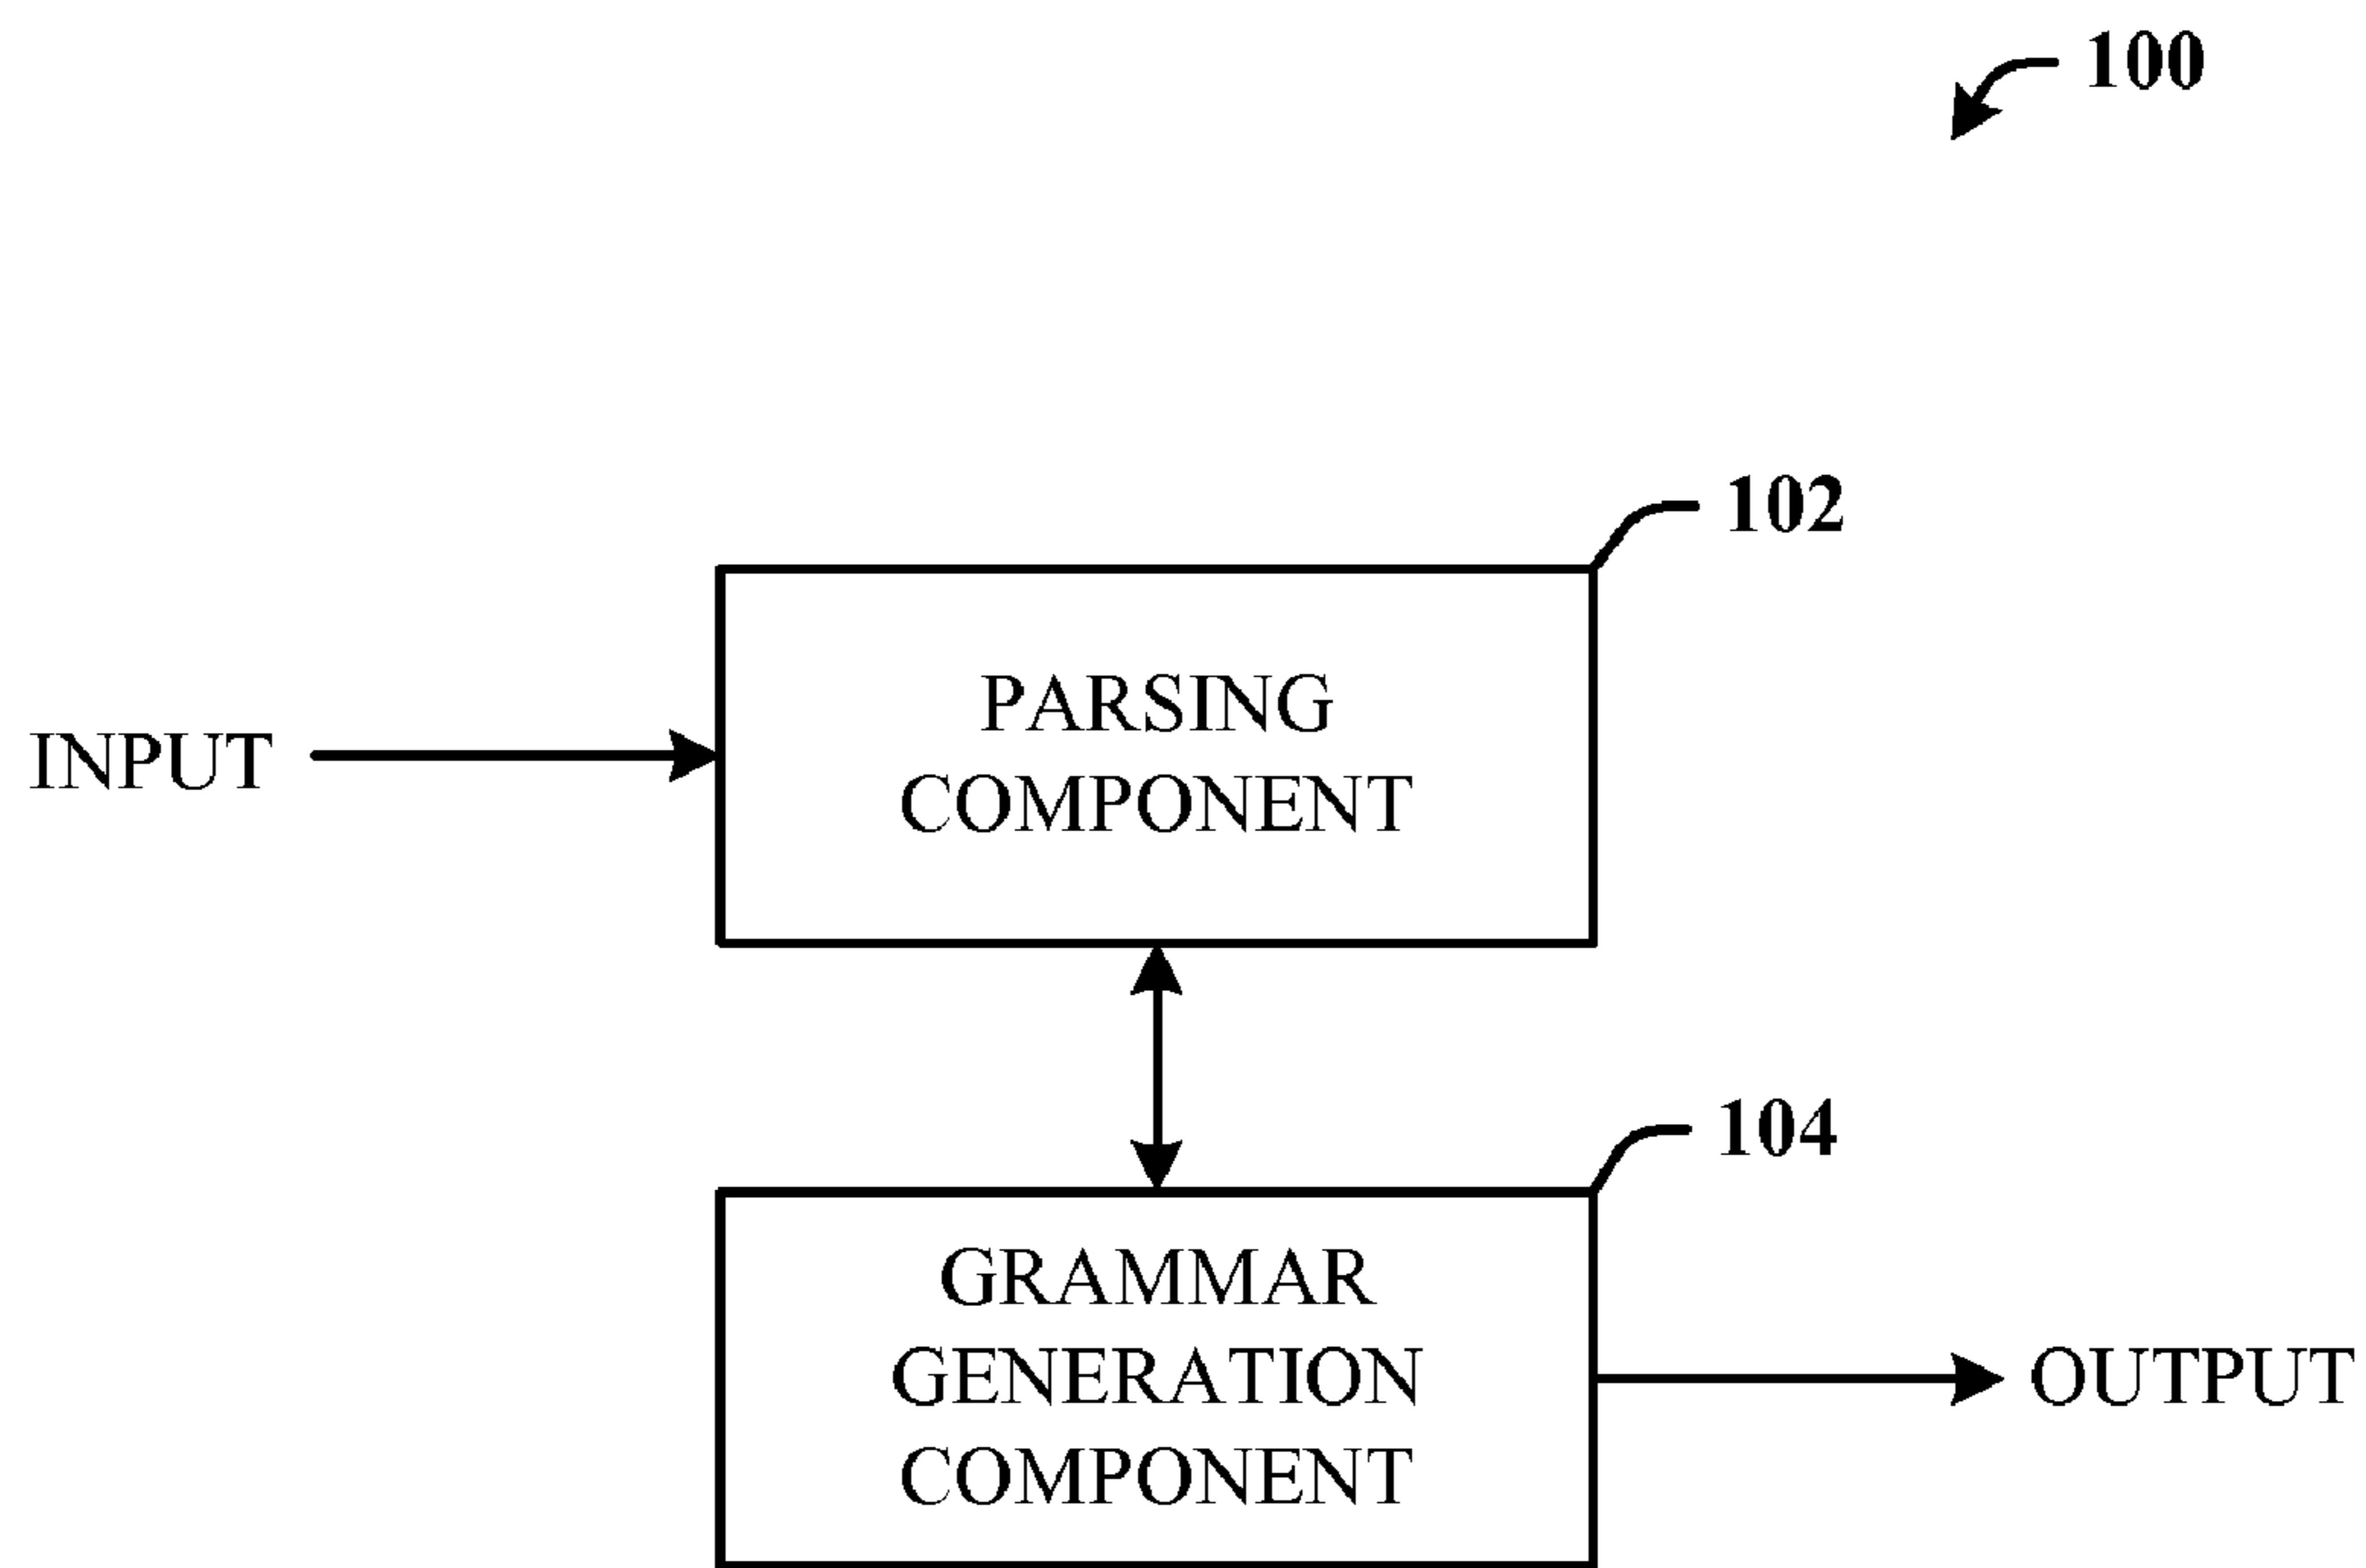 100
102
PARSING
COMPONENT
INPUT
104
GRAMMAR
GENERATION
COMPONENT
OUTPUT